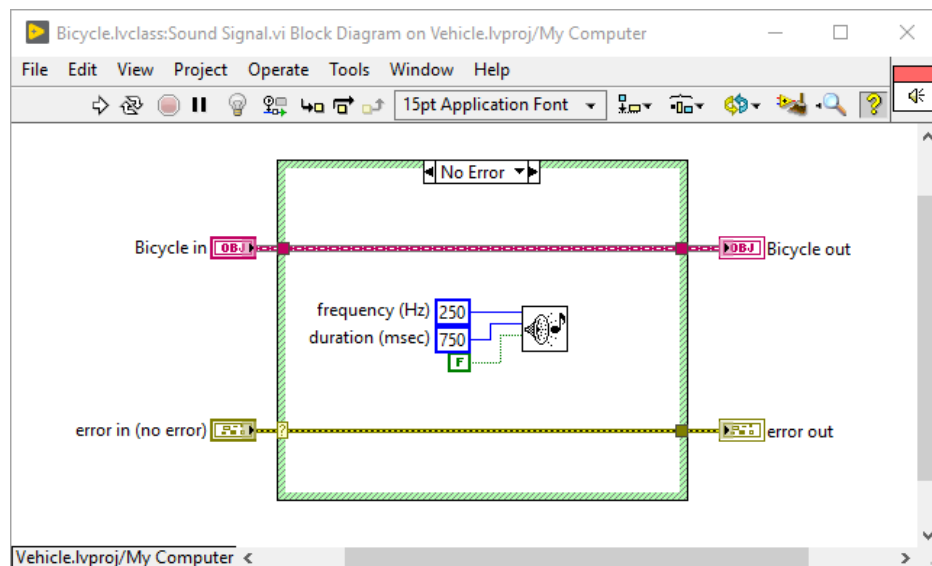 Bicycle.lvclass:Sound Signal.vi Block Diagram on Vehicle.lvproj/My Computer
File Edit View Project Operate Tools Window Help
15pt Application Font
?
No Error
Bicycle in
OBJ
OBJ
Bicycle out
frequency (Hz) 250
duration (msec) 750
F
error in (no error)
?
error out
Vehicle.lvproj/My Computer